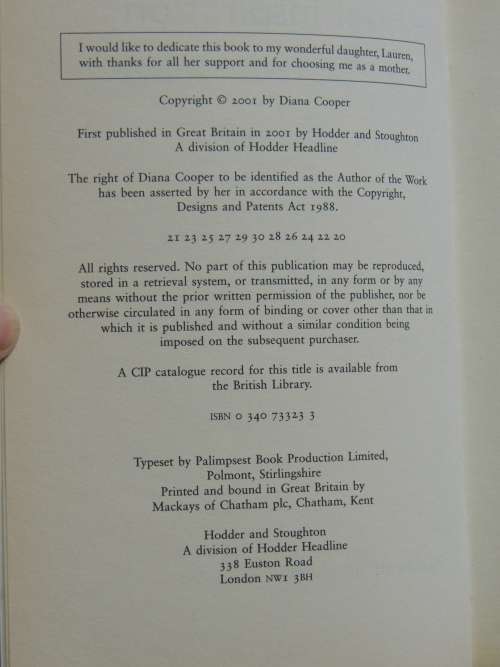 I would like to dedicate this book to my wonderful daughter, Lauren,
with thanks for all her support and for choosing me as a mother.
Copyright © 2001 by Diana Cooper
First published in Great Britain in 2001 by Hodder and Stoughton
A division of Hodder Headline
The right of Diana Cooper to be identified as the Author of the Work
has been asserted by her in accordance with the Copyright,
Designs and Patents Act 1988.
21 23 25 27 29 30 28 26 24 22 20
All rights reserved. No part of this publication may be reproduced,
stored in a retrieval system, or transmitted, in any form or by any
means without the prior written permission of the publisher, nor be
otherwise circulated in any form of binding or cover other than that in
which it is published and without a similar condition being
imposed on the subsequent purchaser.
A CIP catalogue record for this title is available from
the British Library.
ISBN 0 340 73323 3
Typeset by Palimpsest Book Production Limited,
Polmont, Stirlingshire
Printed and bound in Great Britain by
Mackays of Chatham plc, Chatham, Kent
Hodder and Stoughton
A division of Hodder Headline
338 Euston Road
London NW1 3BH